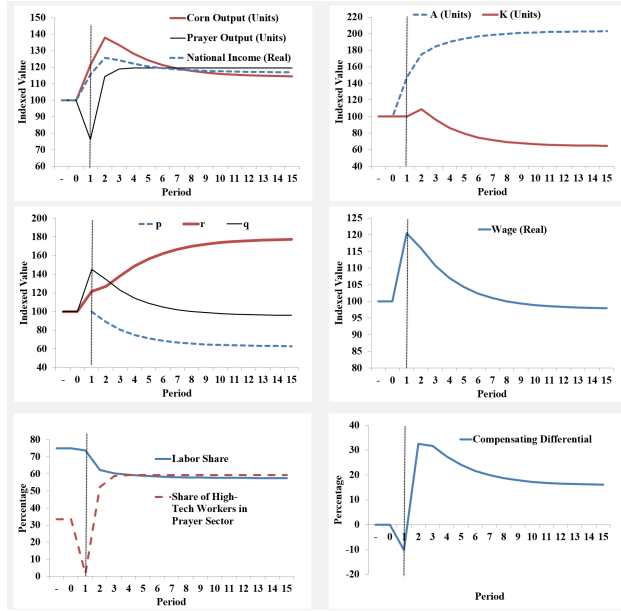 Corn Output (Units)
Prayer Output (Units)
National Income (Real)
Indexed Value
150
140
130
120
110
100
90
80
70
60
- 0 1 2 3 4 5 6 7 8 9 10 11 12 13 14 15
Period
A (Units)
K (Units)
Indexed Value
220
200
180
160
140
120
100
80
60
40
- 0 1 2 3 4 5 6 7 8 9 10 11 12 13 14 15
Period
p
r
q
Indexed Value
200
180
160
140
120
100
80
60
40
- 0 1 2 3 4 5 6 7 8 9 10 11 12 13 14 15
Period
Wage (Real)
Indexed Value
125
120
115
110
105
100
95
90
85
80
- 0 1 2 3 4 5 6 7 8 9 10 11 12 13 14 15
Period
Labor Share
Share of High-
Tech Workers in
Prayer Sector
Percentage
80
70
60
50
40
30
20
10
0
- 0 1 2 3 4 5 6 7 8 9 10 11 12 13 14 15
Period
Compensating Differential
Percentage
40
30
20
10
0
-10
-20
- 0 1 2 3 4 5 6 7 8 9 10 11 12 13 14 15
Period